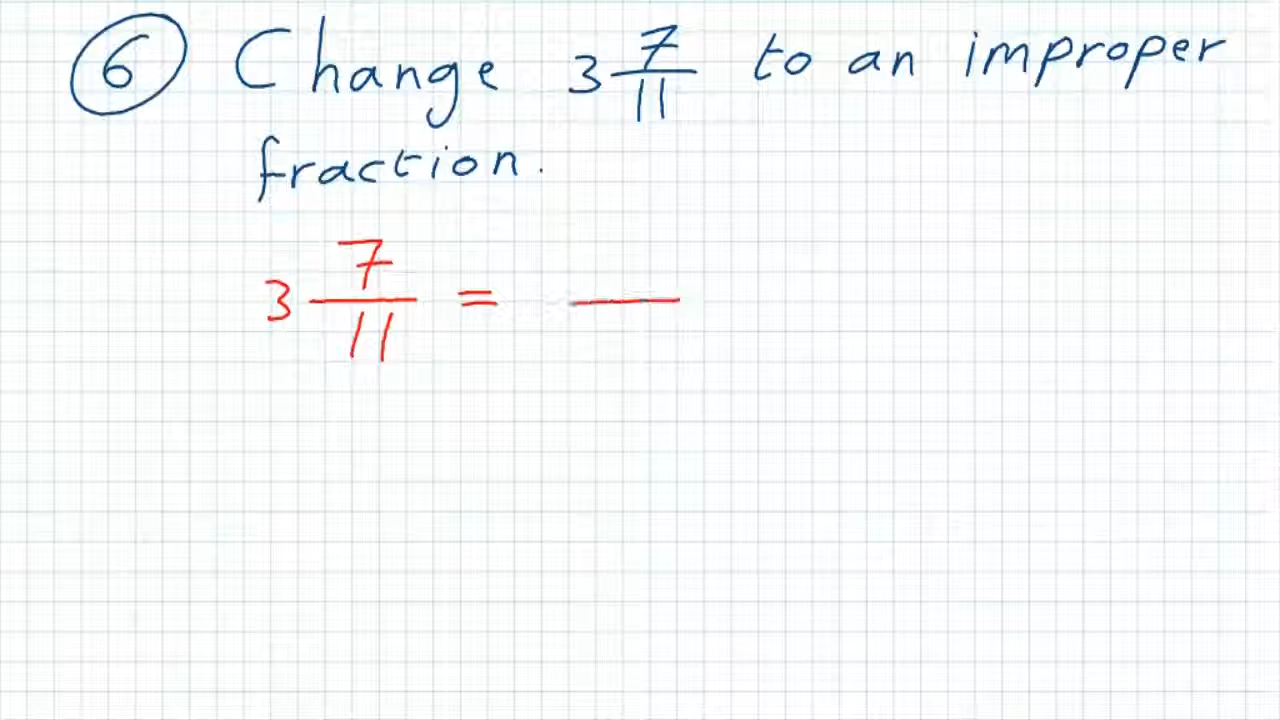 6 Change 3 7/11 to an improper
fraction.
3 7/11 =